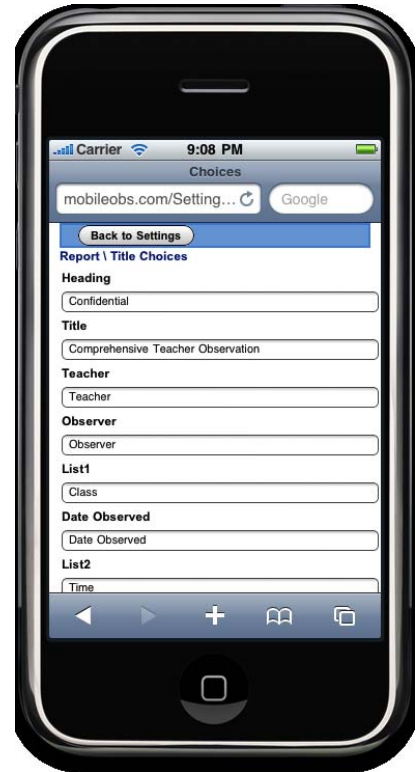 Carrier 9:08 PM
Choices
mobileobs.com/Setting... Google
Back to Settings
Report \ Title Choices
Heading
Confidential
Title
Comprehensive Teacher Observation
Teacher
Teacher
Observer
Observer
List1
Class
Date Observed
Date Observed
List2
Time